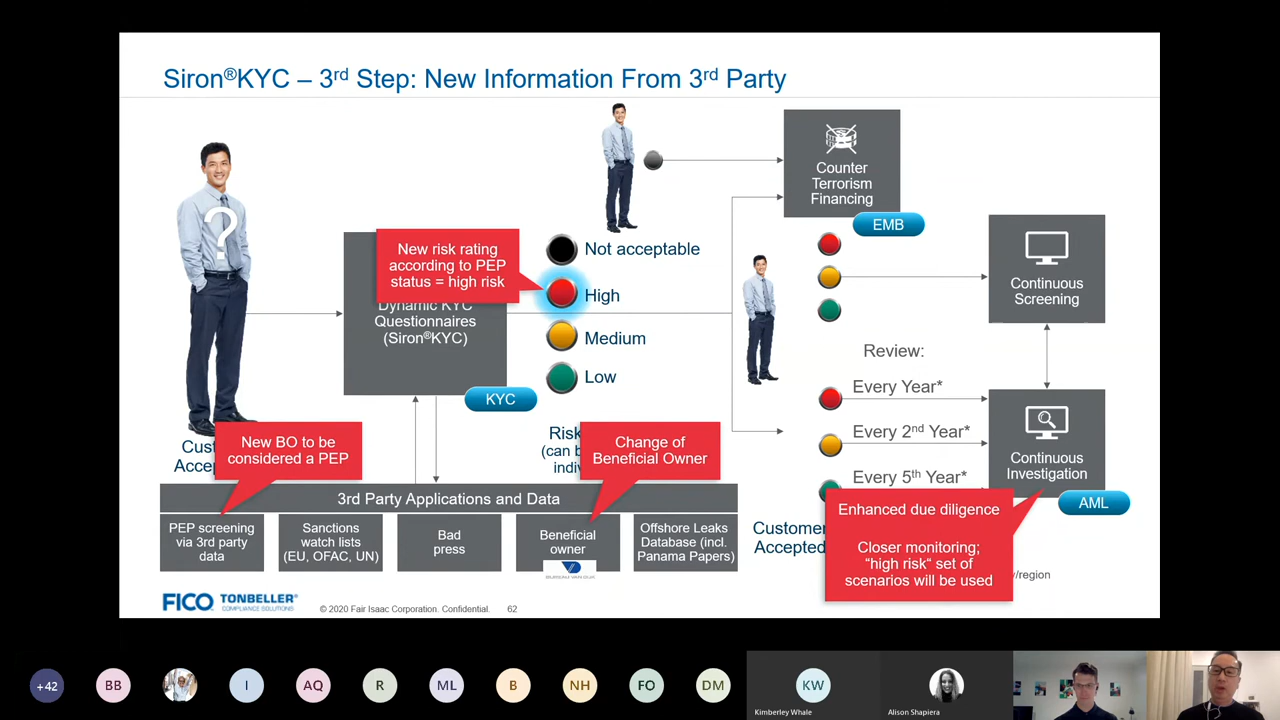 Siron®KYC – 3rd Step: New Information From 3rd Party
?
New risk rating
according to PEP
status = high risk
Dynamic KYC
Questionnaires
(Siron®KYC)
KYC
Not acceptable
High
Medium
Low
Counter
Terrorism
Financing
EMB
Continuous
Screening
Review:
Every Year*
Every 2nd Year*
Every 5th Year*
Continuous
Investigation
AML
New BO to be
considered a PEP
Change of
Beneficial Owner
Risk
(can b
indiv
3rd Party Applications and Data
PEP screening
via 3rd party
data
Sanctions
watch lists
(EU, OFAC, UN)
Bad
press
Beneficial
owner
BUREAU VAN DIJK
Offshore Leaks
Database (incl.
Panama Papers)
Customer
Accepted
Enhanced due diligence
Closer monitoring;
"high risk" set of
scenarios will be used
y/region
FICO TONBELLER®
COMPLIANCE SOLUTIONS
© 2020 Fair Isaac Corporation. Confidential. 62
+42
BB
I
AQ
R
ML
B
NH
FO
DM
KW
Kimberley Whale
Alison Shapiera